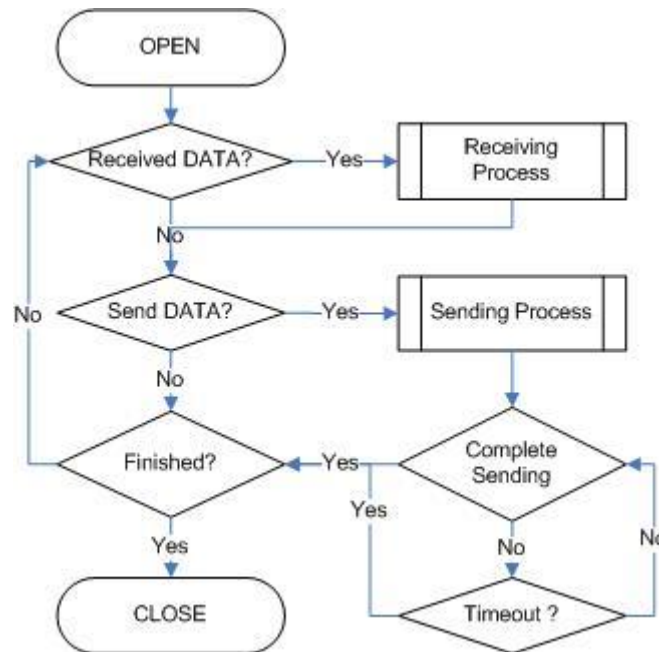 OPEN
Received DATA?
Yes
Receiving
Process
No
Send DATA?
Yes
Sending Process
No
No
Finished?
Yes
Complete
Sending
Yes
No
No
Yes
CLOSE
Timeout ?